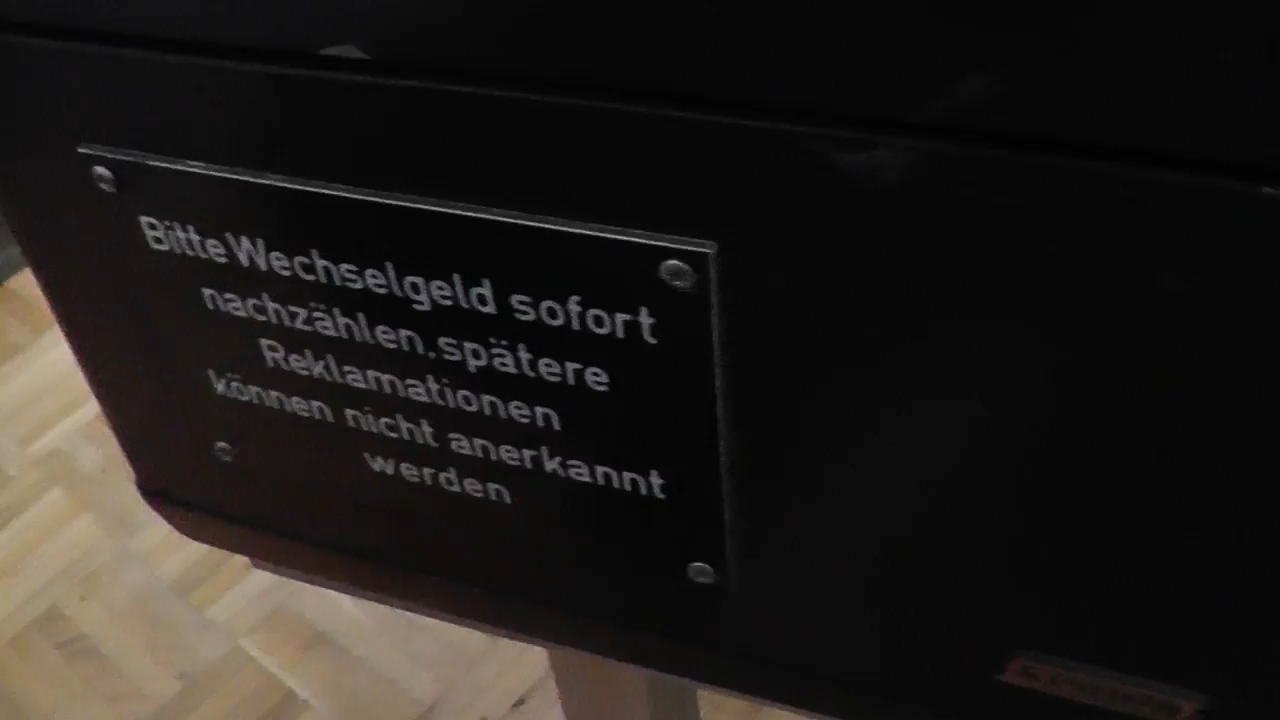 Bitte Wechselgeld sofort
nachzählen.spätere
Reklamationen
können nicht anerkannt
werden